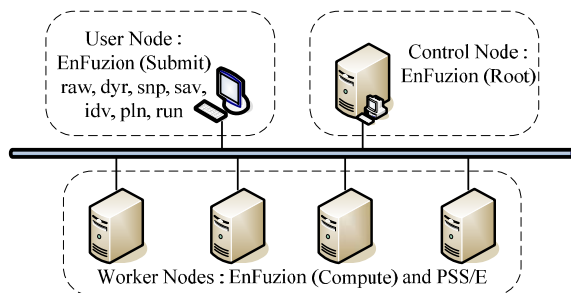 User Node :
EnFuzion (Submit)
raw, dyr, snp, sav,
idv, pln, run
Control Node :
EnFuzion (Root)
Worker Nodes : EnFuzion (Compute) and PSS/E